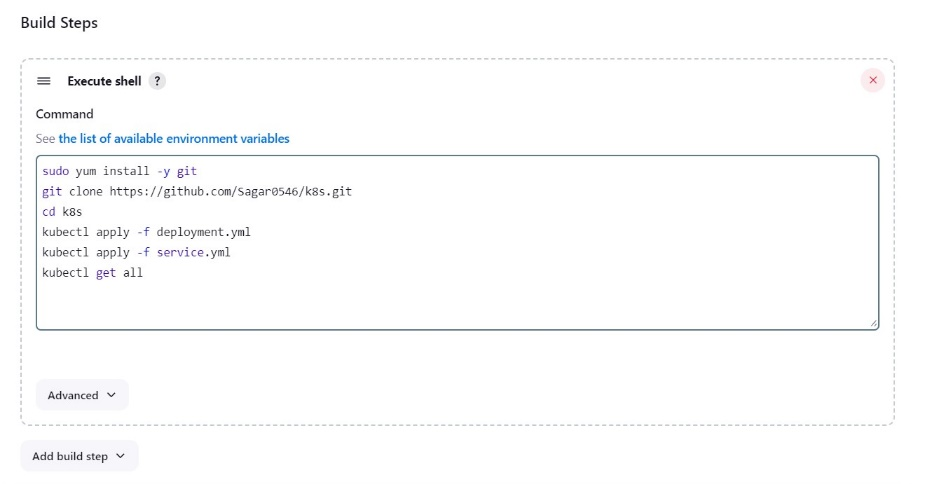 Build Steps
Execute shell ?
Command
See the list of available environment variables
sudo yum install -y git
git clone https://github.com/Sagar0546/k8s.git
cd k8s
kubectl apply -f deployment.yml
kubectl apply -f service.yml
kubectl get all
Advanced
Add build step